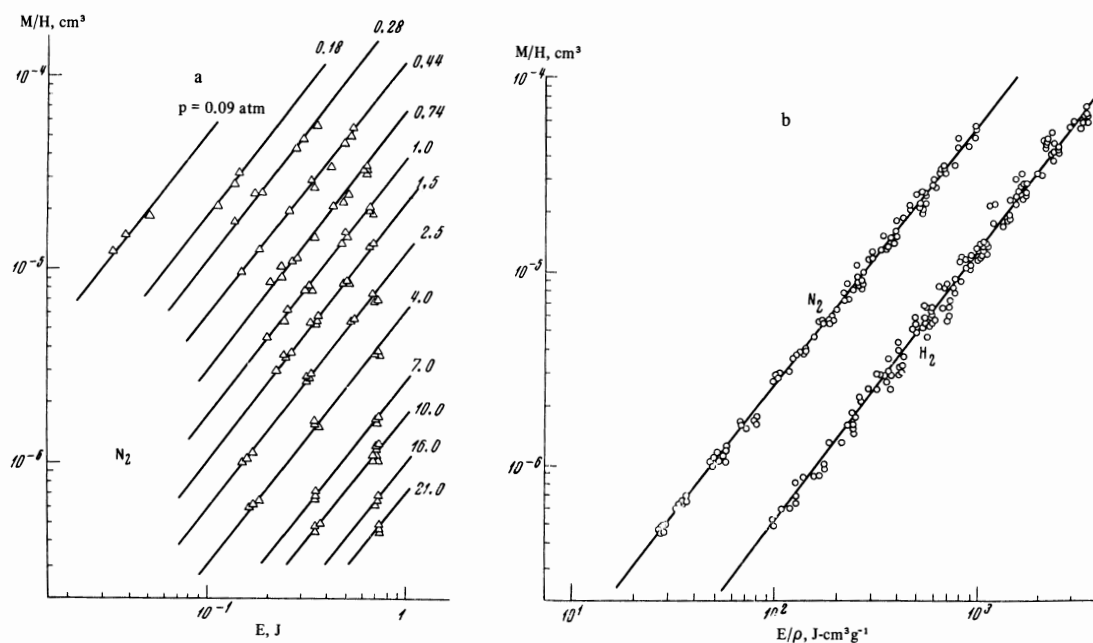 M/H, cm³
10⁻⁴
10⁻⁵
10⁻⁶
a
p = 0.09 atm
0.18
0.28
0.44
0.74
1.0
1.5
2.5
4.0
7.0
10.0
16.0
21.0
N₂
10⁻¹
1
E, J
M/H, cm³
10⁻⁴
10⁻⁵
10⁻⁶
b
N₂
H₂
10¹
10²
10³
E/ρ, J-cm³g⁻¹